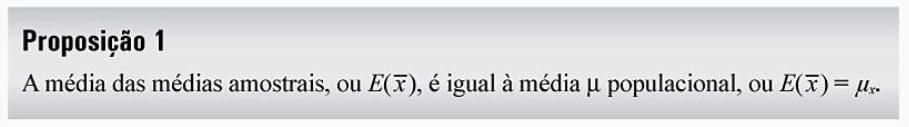 Proposição 1
A média das médias amostrais, ou E(x̅), é igual à média μ populacional, ou E(x̅) = μₓ.